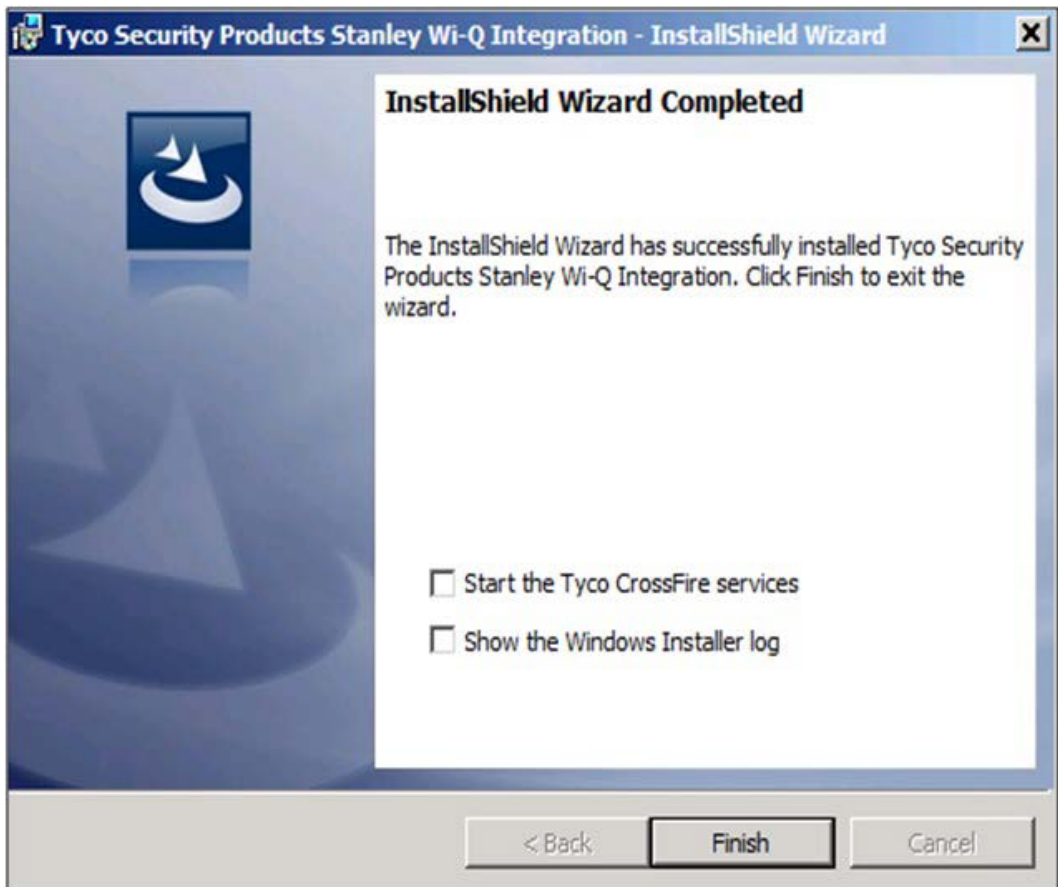 Tyco Security Products Stanley Wi-Q Integration - InstallShield Wizard
InstallShield Wizard Completed
The InstallShield Wizard has successfully installed Tyco Security
Products Stanley Wi-Q Integration. Click Finish to exit the
wizard.
Start the Tyco CrossFire services
Show the Windows Installer log
< Back
Finish
Cancel